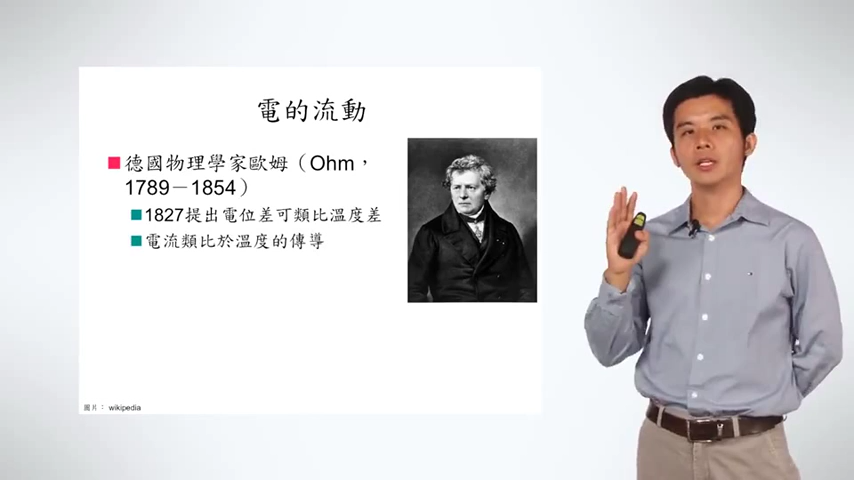 電的流動
德國物理學家歐姆（Ohm，
1789－1854）
1827提出電位差可類比溫度差
電流類比於溫度的傳導
圖片： wikipedia